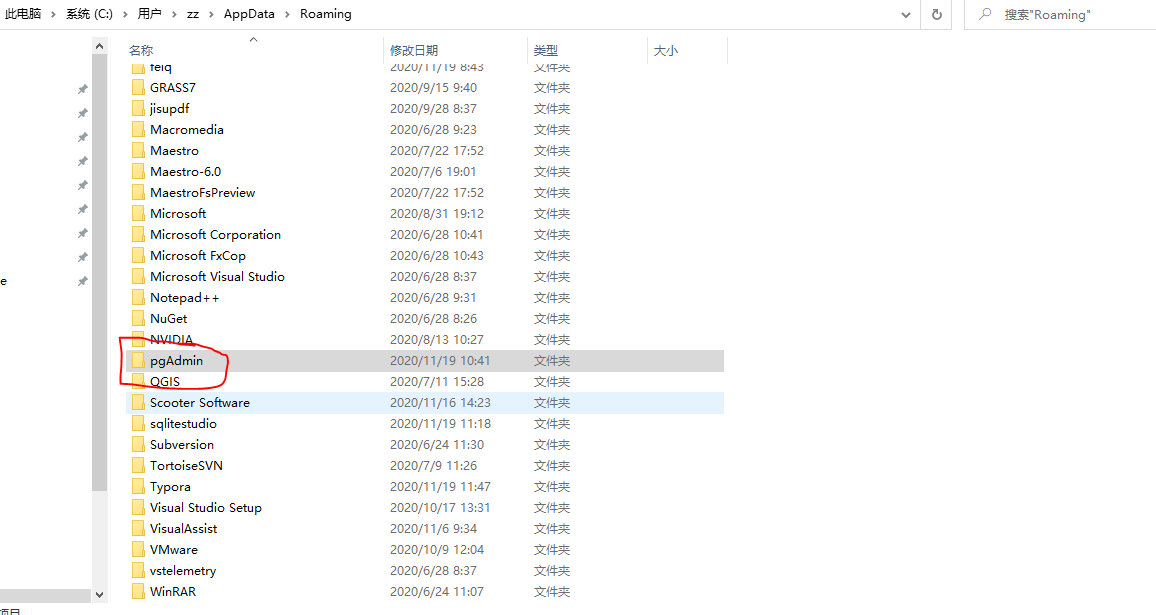 此电脑 > 系统 (C:) > 用户 > zz > AppData > Roaming 搜索"Roaming"
名称 修改日期 类型 大小
feiq 2020/11/19 8:43 文件夹
GRASS7 2020/9/15 9:40 文件夹
jisupdf 2020/9/28 8:37 文件夹
Macromedia 2020/6/28 9:23 文件夹
Maestro 2020/7/22 17:52 文件夹
Maestro-6.0 2020/7/6 19:01 文件夹
MaestroFsPreview 2020/7/22 17:52 文件夹
Microsoft 2020/8/31 19:12 文件夹
Microsoft Corporation 2020/6/28 10:41 文件夹
Microsoft FxCop 2020/6/28 10:43 文件夹
Microsoft Visual Studio 2020/6/28 8:37 文件夹
e
Notepad++ 2020/6/28 9:31 文件夹
NuGet 2020/6/28 8:26 文件夹
NVIDIA 2020/8/13 10:27 文件夹
pgAdmin 2020/11/19 10:41 文件夹
QGIS 2020/7/11 15:28 文件夹
Scooter Software 2020/11/16 14:23 文件夹
sqlitestudio 2020/11/19 11:18 文件夹
Subversion 2020/6/24 11:30 文件夹
TortoiseSVN 2020/7/9 11:26 文件夹
Typora 2020/11/19 11:47 文件夹
Visual Studio Setup 2020/10/17 13:31 文件夹
VisualAssist 2020/11/6 9:34 文件夹
VMware 2020/10/9 12:04 文件夹
vstelemetry 2020/6/28 8:37 文件夹
WinRAR 2020/6/24 11:07 文件夹